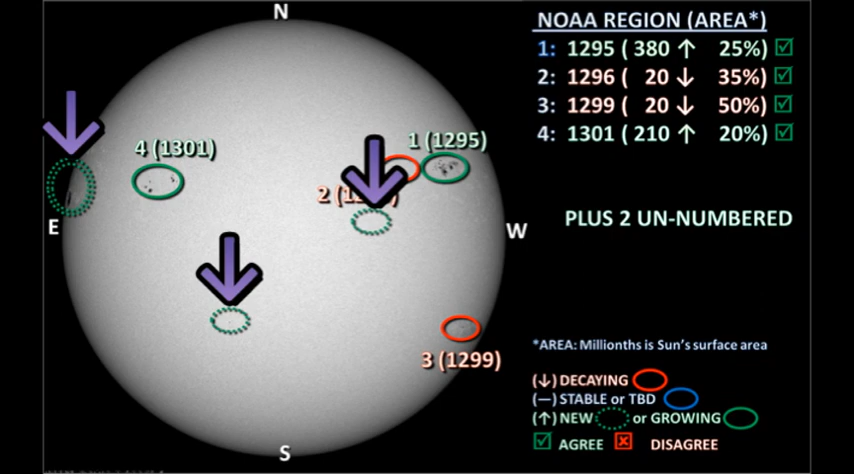 N
NOAA REGION (AREA*)
1: 1295 ( 380 ↑ 25%) ☑
2: 1296 ( 20 ↓ 35%) ☑
3: 1299 ( 20 ↓ 50%) ☑
4: 1301 ( 210 ↑ 20%) ☑
4 (1301)
1 (1295)
E
W
PLUS 2 UN-NUMBERED
3 (1299)
*AREA: Millionths is Sun's surface area
(↓) DECAYING
(—) STABLE or TBD
(↑) NEW or GROWING
☑ AGREE ☒ DISAGREE
S